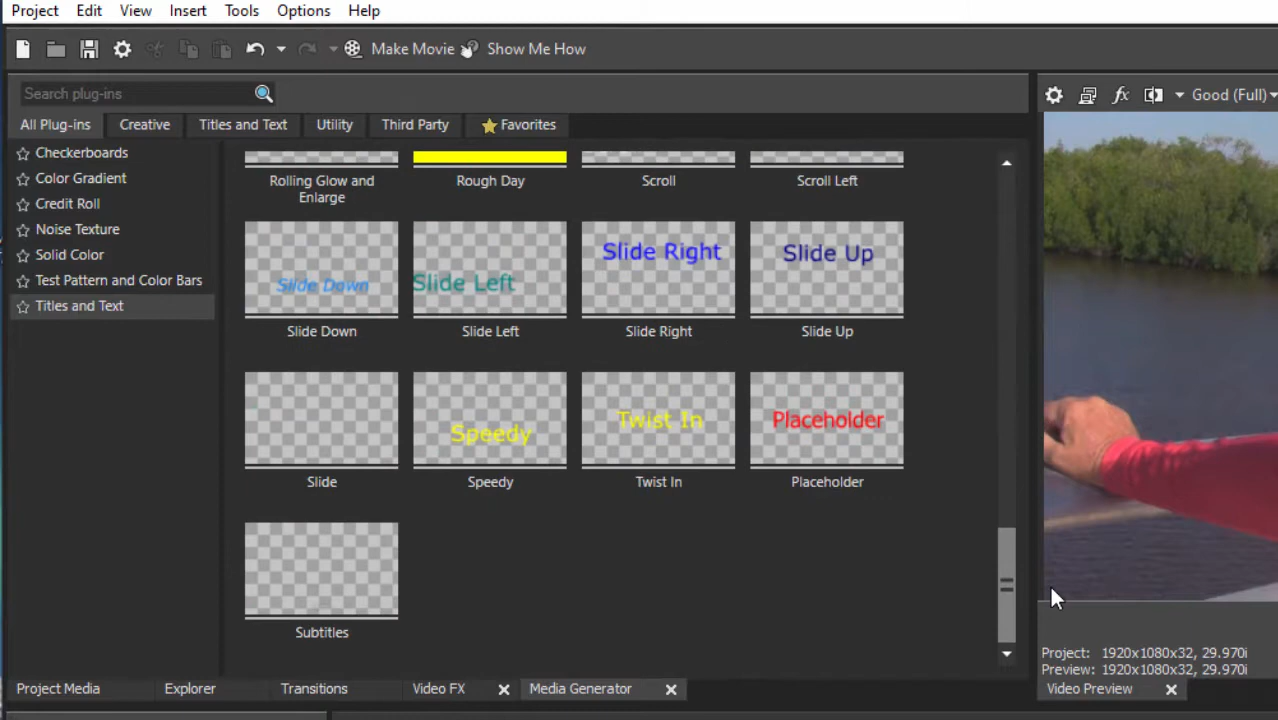 Project Edit View Insert Tools Options Help
Make Movie Show Me How
Search plug-ins
Good (Full)
All Plug-ins Creative Titles and Text Utility Third Party Favorites
Checkerboards
Color Gradient
Credit Roll
Noise Texture
Solid Color
Test Pattern and Color Bars
Titles and Text
Rolling Glow and
Enlarge
Rough Day
Scroll
Scroll Left
Slide Down
Slide Left
Slide Right
Slide Up
Slide Down
Slide Left
Slide Right
Slide Up
Speedy
Twist In
Placeholder
Slide
Speedy
Twist In
Placeholder
Subtitles
Project: 1920x1080x32, 29.970i
Preview: 1920x1080x32, 29.970i
Project Media Explorer Transitions Video FX Media Generator Video Preview